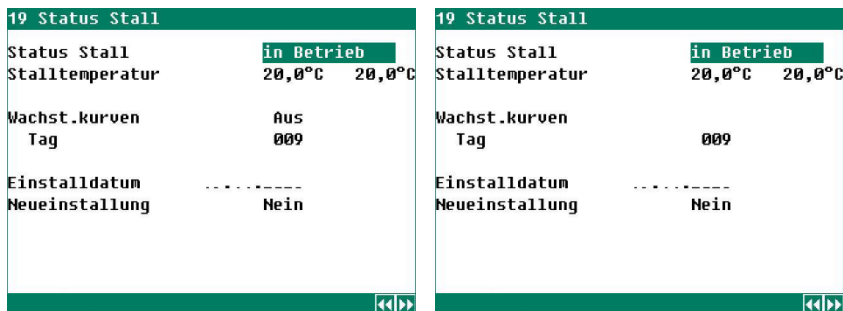 19 Status Stall
Status Stall in Betrieb
Stalltemperatur 20,0°C 20,0°C
Wachst.kurven Aus
Tag 009
Einstalldatum ..-..-----
Neueinstallung Nein
19 Status Stall
Status Stall in Betrieb
Stalltemperatur 20,0°C 20,0°C
Wachst.kurven
Tag 009
Einstalldatum ..-..-----
Neueinstallung Nein